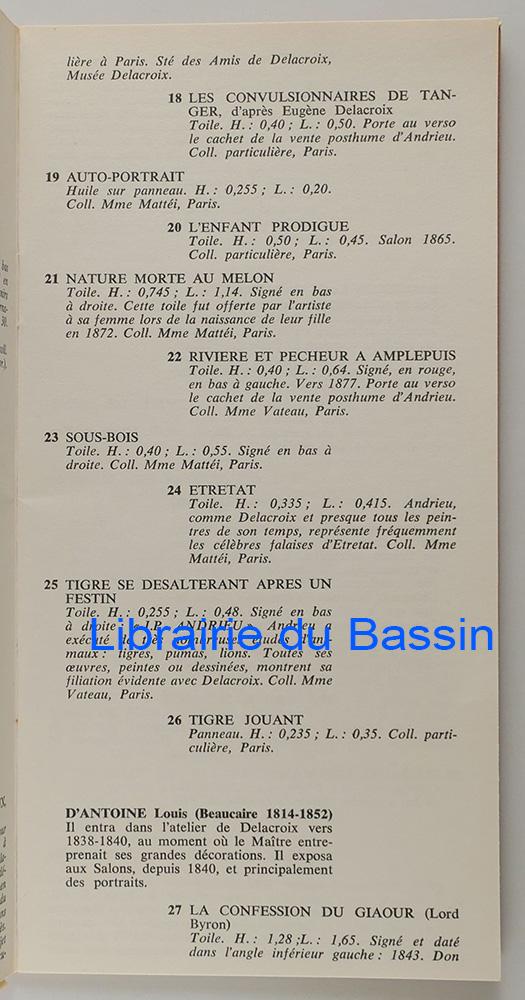 lière à Paris. Sté des Amis de Delacroix,
Musée Delacroix.
18 LES CONVULSIONNAIRES DE TAN-
GER, d'après Eugène Delacroix
Toile. H. : 0,40 ; L. : 0,50. Porte au verso
le cachet de la vente posthume d'Andrieu.
Coll. particulière, Paris.
19 AUTO-PORTRAIT
Huile sur panneau. H. : 0,255 ; L. : 0,20.
Coll. Mme Mattéi, Paris.
20 L'ENFANT PRODIGUE
Toile. H. : 0,50 ; L. : 0,45. Salon 1865.
Coll. particulière, Paris.
21 NATURE MORTE AU MELON
Toile. H. : 0,745 ; L. : 1,14. Signé en bas
à droite. Cette toile fut offerte par l'artiste
à sa femme lors de la naissance de leur fille
en 1872. Coll. Mme Mattéi, Paris.
22 RIVIERE ET PECHEUR A AMPLEPUIS
Toile. H. : 0,40 ; L. : 0,64. Signé, en rouge,
en bas à gauche. Vers 1877. Porte au verso
le cachet de la vente posthume d'Andrieu.
Coll. Mme Vateau, Paris.
23 SOUS-BOIS
Toile. H. : 0,40 ; L. : 0,55. Signé en bas à
droite. Coll. Mme Mattéi, Paris.
24 ETRETAT
Toile. H. : 0,335 ; L. : 0,415. Andrieu,
comme Delacroix et presque tous les pein-
tres de son temps, représente fréquemment
les célèbres falaises d'Etretat. Coll. Mme
Mattéi, Paris.
25 TIGRE SE DESALTERANT APRES UN
FESTIN
Toile. H. : 0,255 ; L. : 0,48. Signé en bas
à droite : « J.P. ANDRIEU ». Andrieu a
exécuté de très nombreuses études d'ani-
maux : tigres, pumas, lions. Toutes ses
œuvres, peintes ou dessinées, montrent sa
filiation évidente avec Delacroix. Coll. Mme
Vateau, Paris.
Librairie du Bassin
26 TIGRE JOUANT
Panneau. H. : 0,235 ; L. : 0,35. Coll. parti-
culière, Paris.
D'ANTOINE Louis (Beaucaire 1814-1852)
Il entra dans l'atelier de Delacroix vers
1838-1840, au moment où le Maître entre-
prenait ses grandes décorations. Il exposa
aux Salons, depuis 1840, et principalement
des portraits.
27 LA CONFESSION DU GIAOUR (Lord
Byron)
Toile. H. : 1,28 ;L. : 1,65. Signé et daté
dans l'angle inférieur gauche : 1843. Don